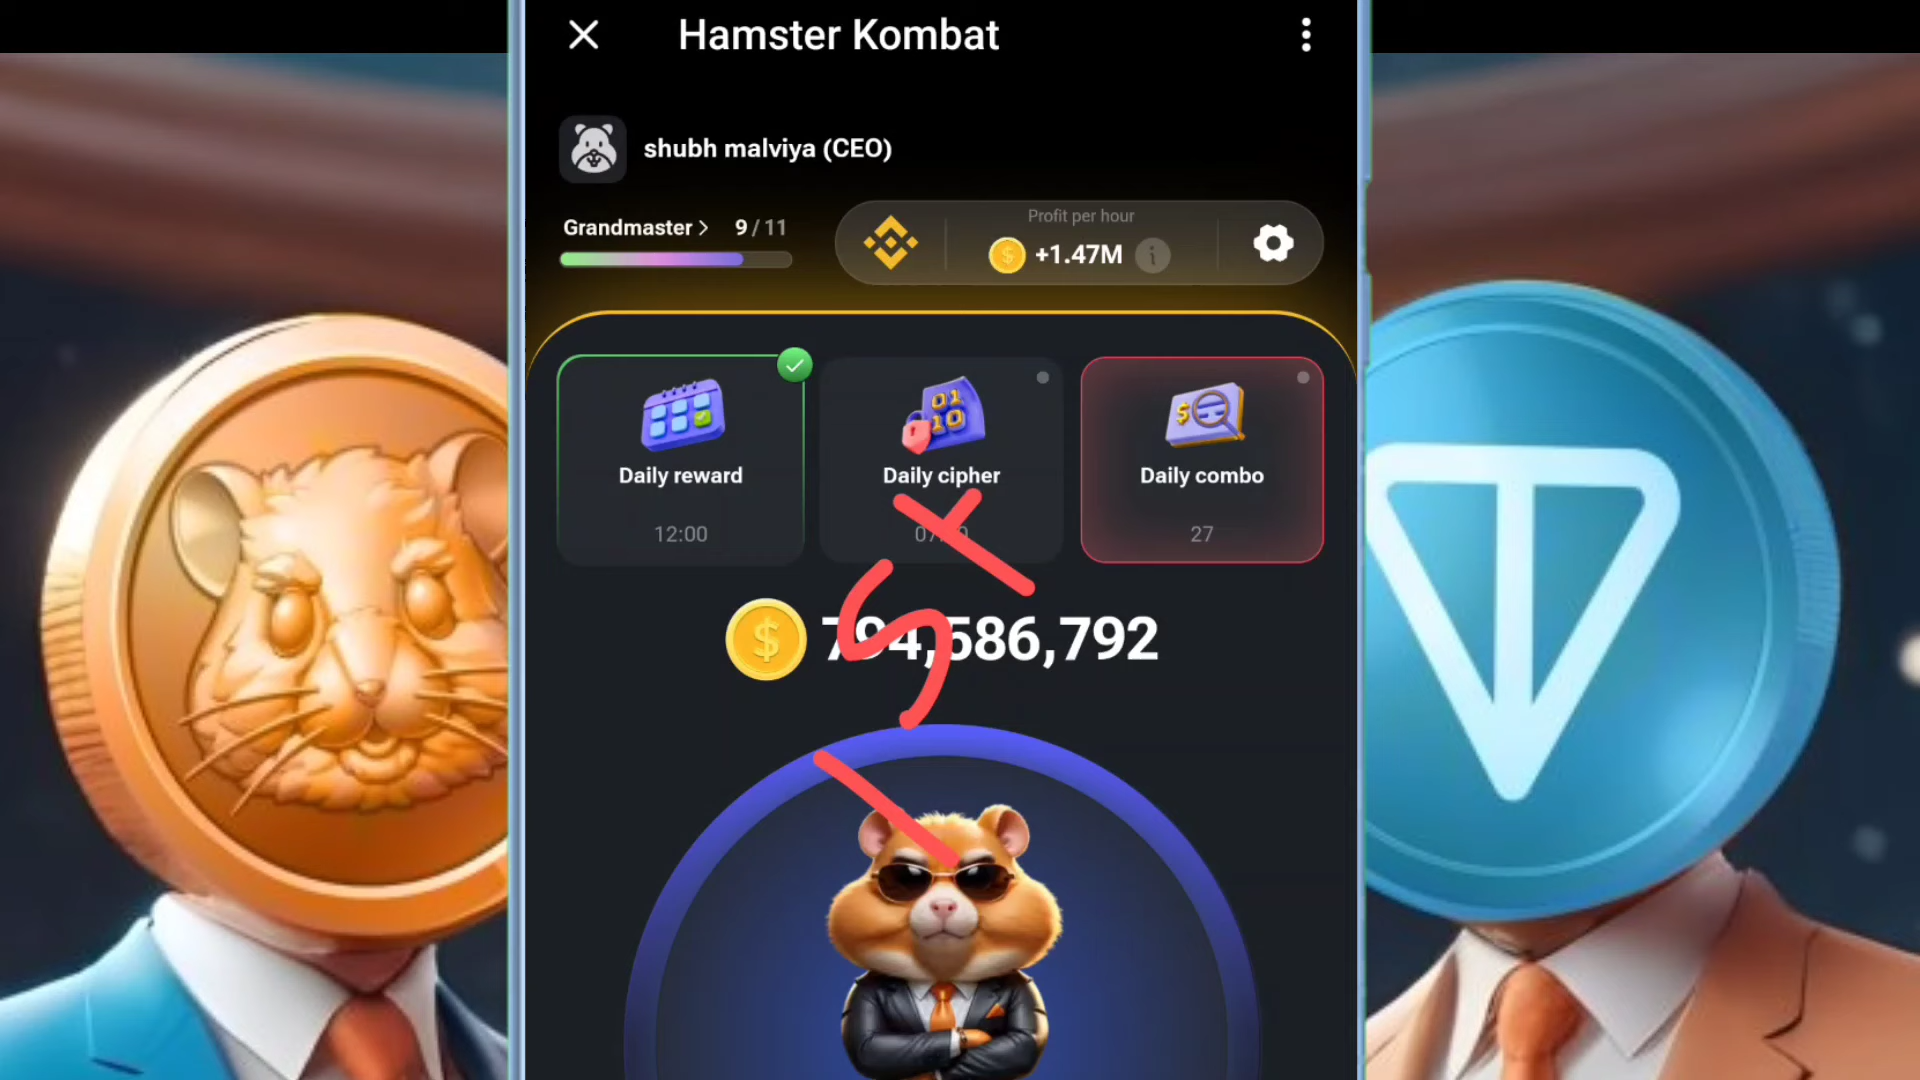 Hamster Kombat
shubh malviya (CEO)
Grandmaster > 9/11
Profit per hour
+1.47M
Daily reward
12:00
Daily cipher
Daily combo
27
794,586,792